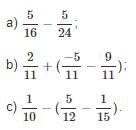 a) 5/16 − 5/24;
b) 2/11 + (−5/11 − 9/11);
c) 1/10 − (5/12 − 1/15).